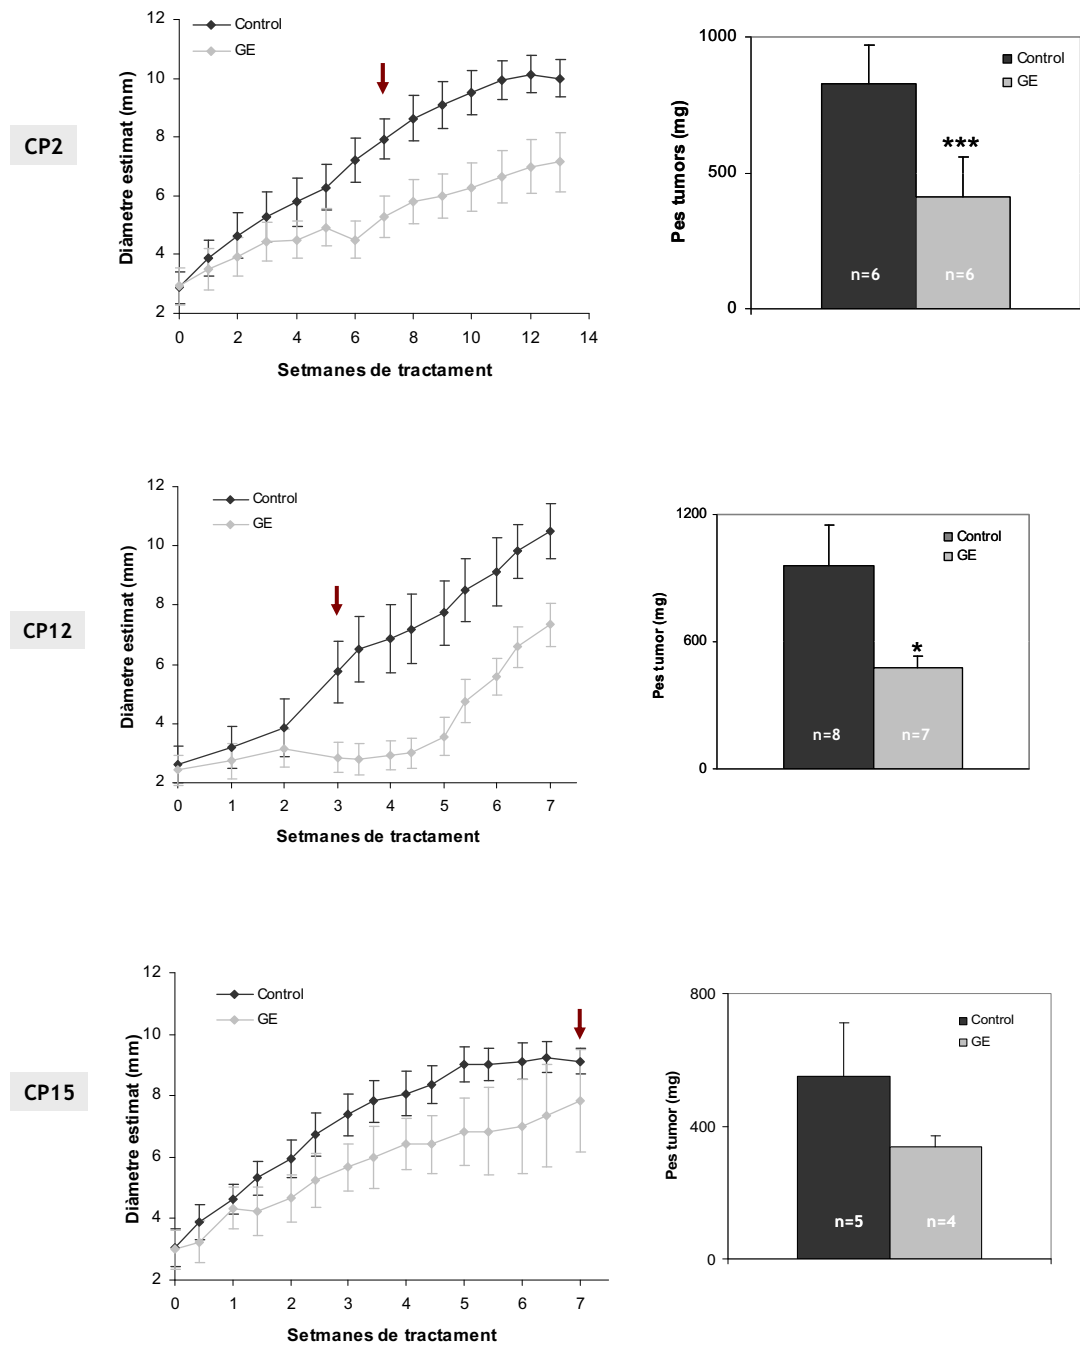 CP2
Diàmetre estimat (mm)
12
10
8
6
4
2
Control
GE
0 2 4 6 8 10 12 14
Setmanes de tractament
Pes tumors (mg)
1000
500
0
Control
GE
***
n=6 n=6
CP12
Diàmetre estimat (mm)
12
10
8
6
4
2
Control
GE
0 1 2 3 4 5 6 7
Setmanes de tractament
Pes tumor (mg)
1200
600
0
Control
GE
*
n=8 n=7
CP15
Diàmetre estimat (mm)
12
10
8
6
4
2
Control
GE
0 1 2 3 4 5 6 7
Setmanes de tractament
Pes tumor (mg)
800
400
0
Control
GE
n=5 n=4